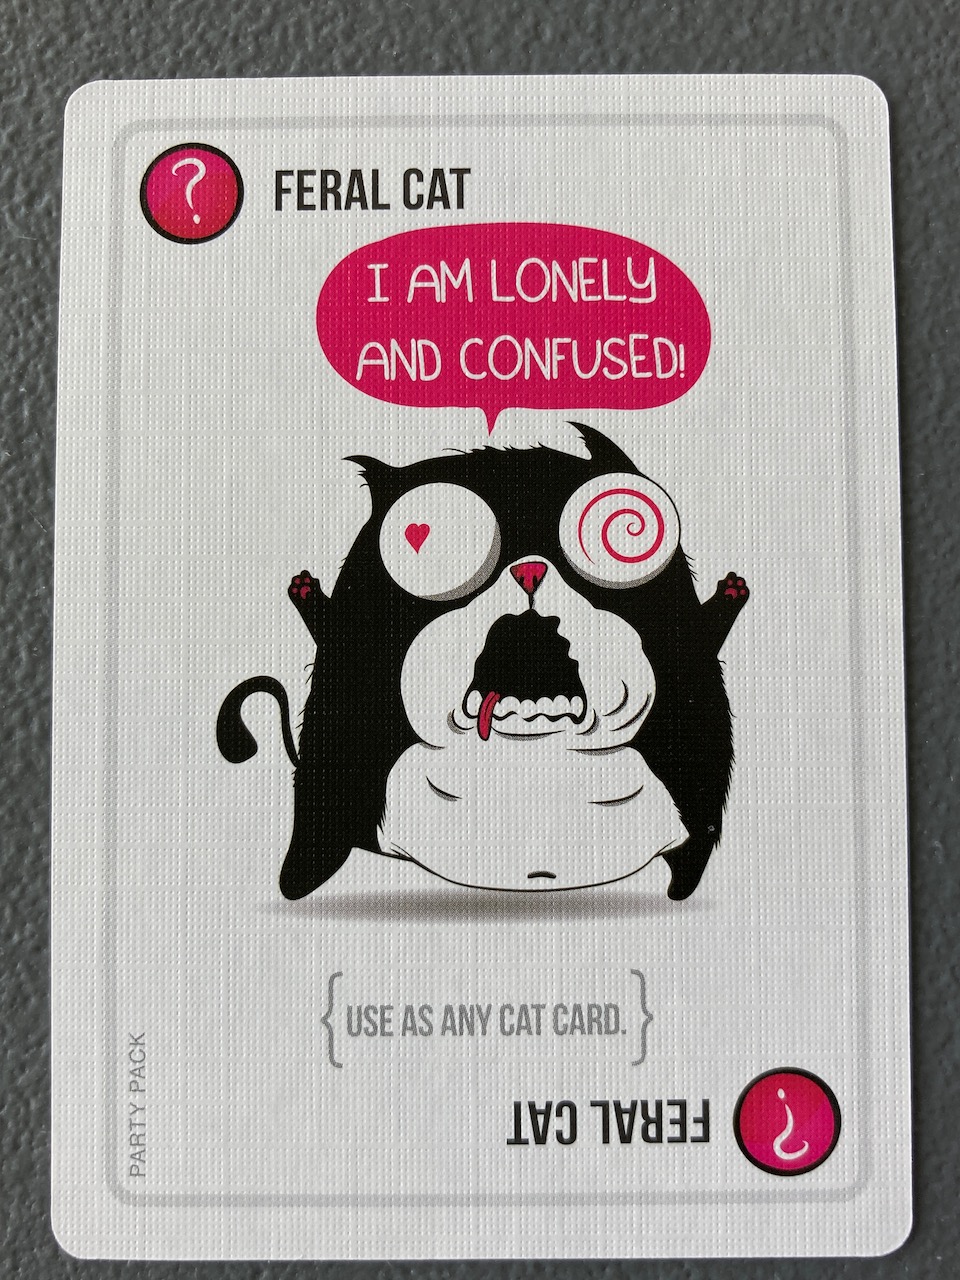 ?
FERAL CAT
I AM LONELY
AND CONFUSED!
{USE AS ANY CAT CARD.}
PARTY PACK
FERAL CAT
?